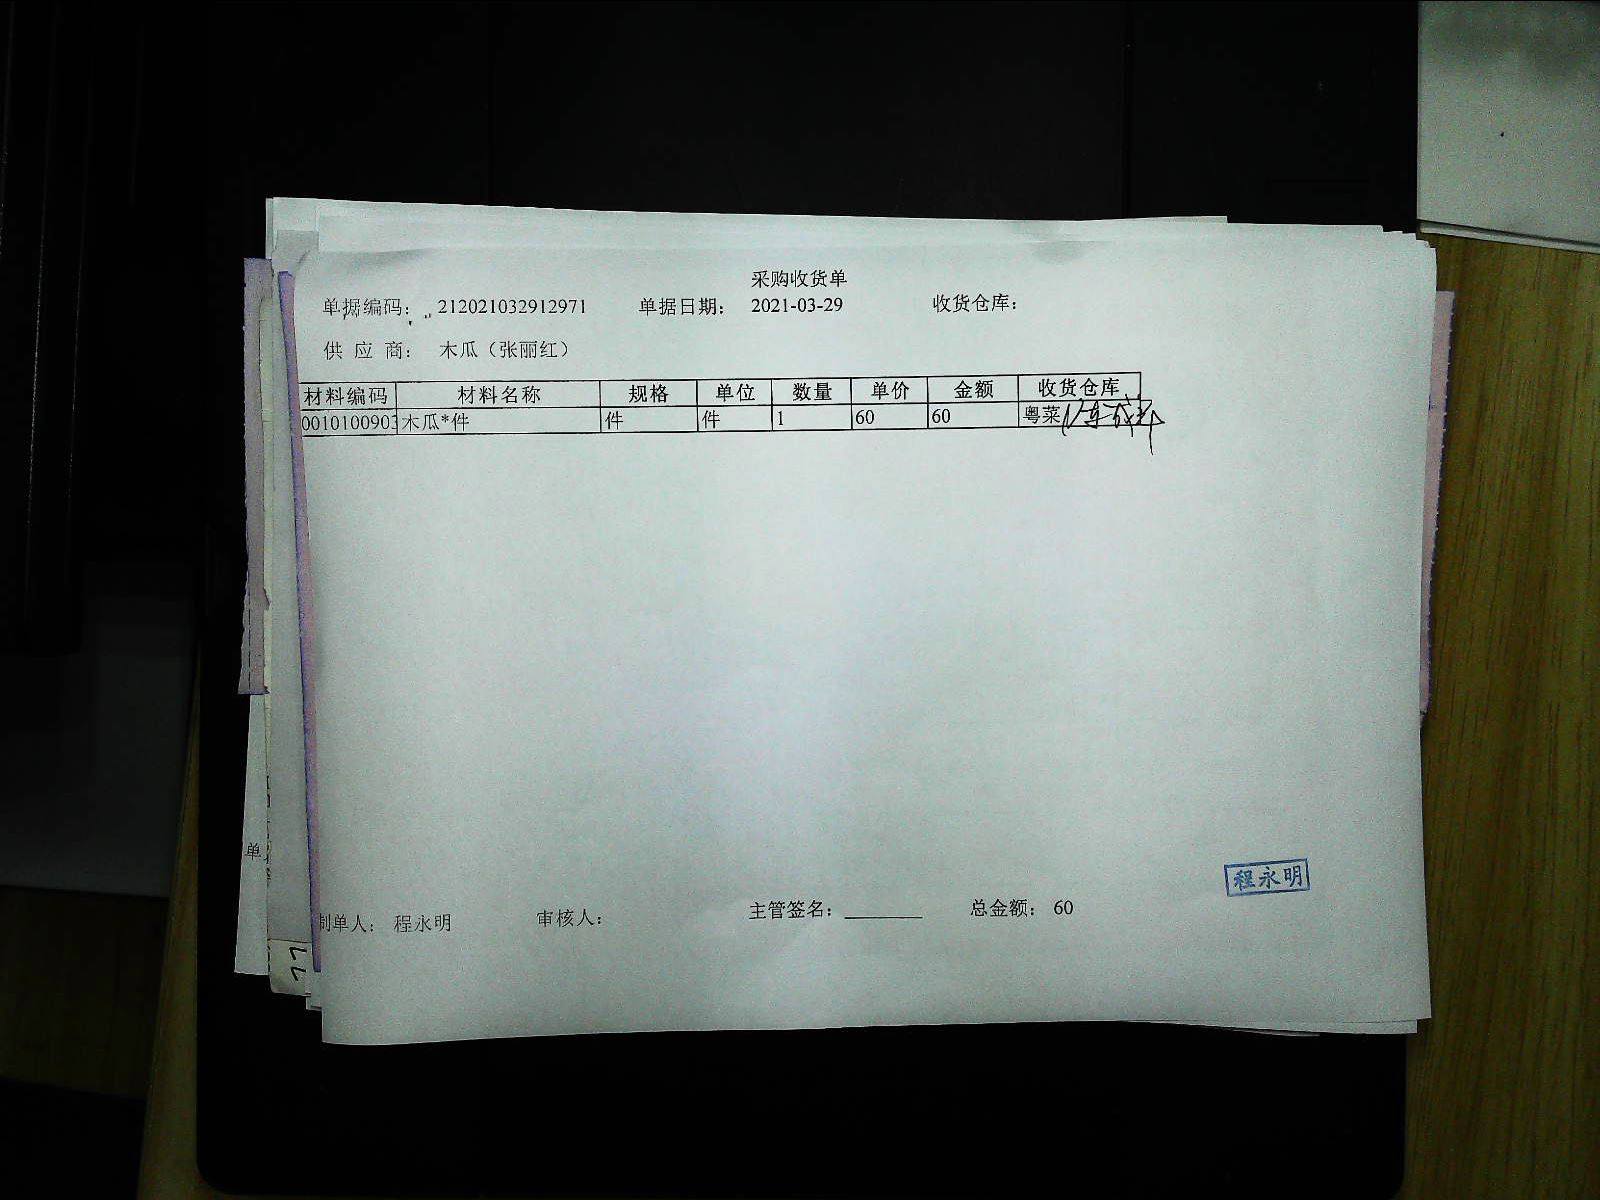 采购收货单
单据编码： 212021032912971 单据日期： 2021-03-29 收货仓库：
供 应 商： 木瓜（张丽红）
材料编码 材料名称 规格 单位 数量 单价 金额 收货仓库
0010100903 木瓜*件 件 件 1 60 60 粤菜
单
程永明
制单人： 程永明 审核人： 主管签名：________ 总金额： 60